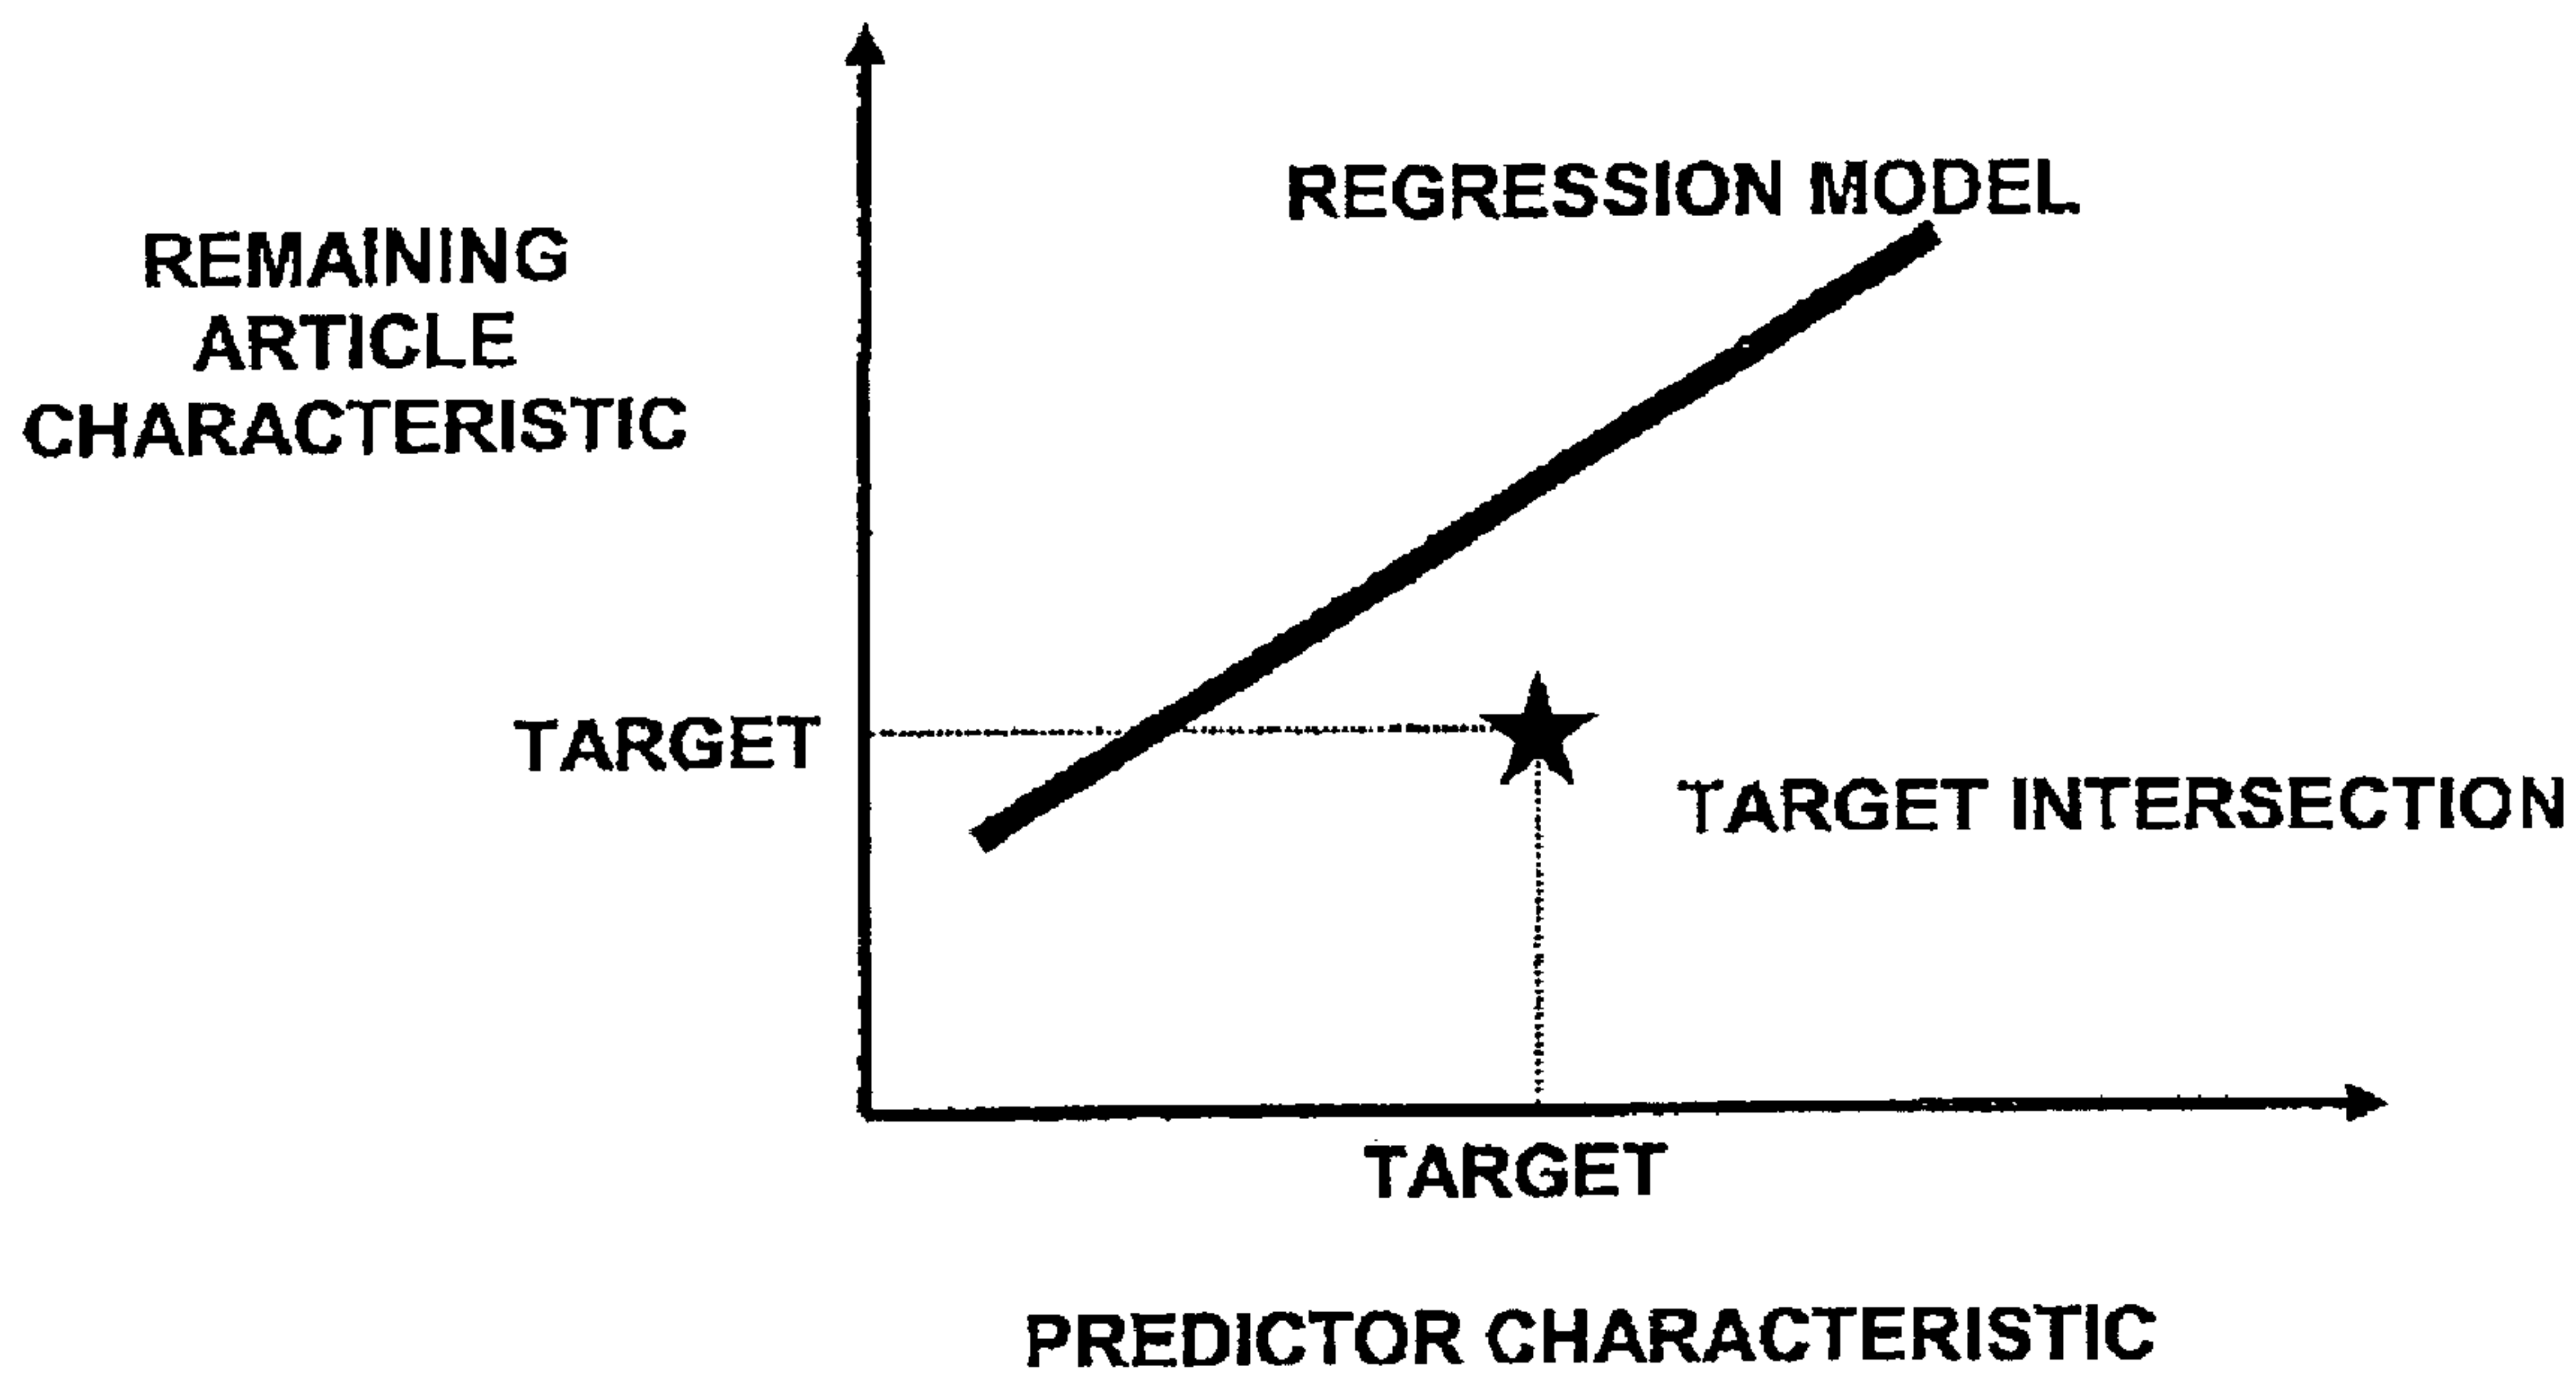 REGRESSION MODEL
REMAINING
ARTICLE
CHARACTERISTIC
TARGET
TARGET INTERSECTION
TARGET
PREDICTOR CHARACTERISTIC